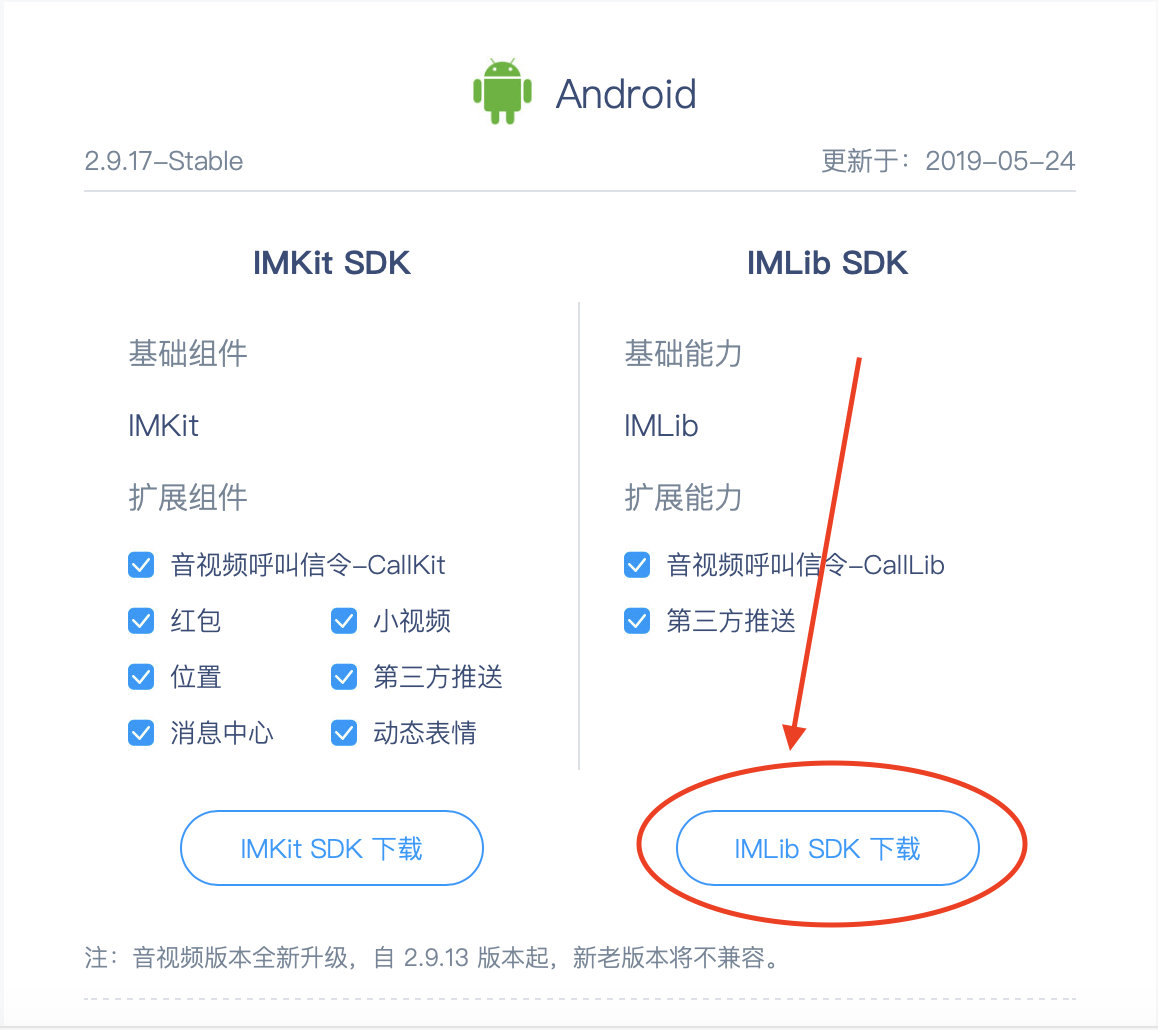 Android
2.9.17-Stable
更新于：2019-05-24
IMKit SDK
基础组件
IMKit
扩展组件
音视频呼叫信令-CallKit
红包
小视频
位置
第三方推送
消息中心
动态表情
IMKit SDK 下载
IMLib SDK
基础能力
IMLib
扩展能力
音视频呼叫信令-CallLib
第三方推送
IMLib SDK 下载
注：音视频版本全新升级，自 2.9.13 版本起，新老版本将不兼容。